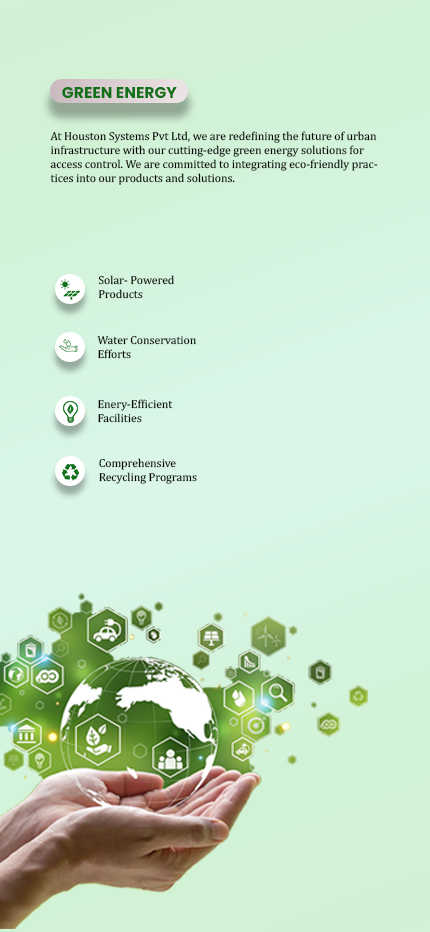 GREEN ENERGY
At Houston Systems Pvt Ltd, we are redefining the future of urban
infrastructure with our cutting-edge green energy solutions for
access control. We are committed to integrating eco-friendly prac-
tices into our products and solutions.
Solar- Powered
Products
Water Conservation
Efforts
Enery-Efficient
Facilities
Comprehensive
Recycling Programs